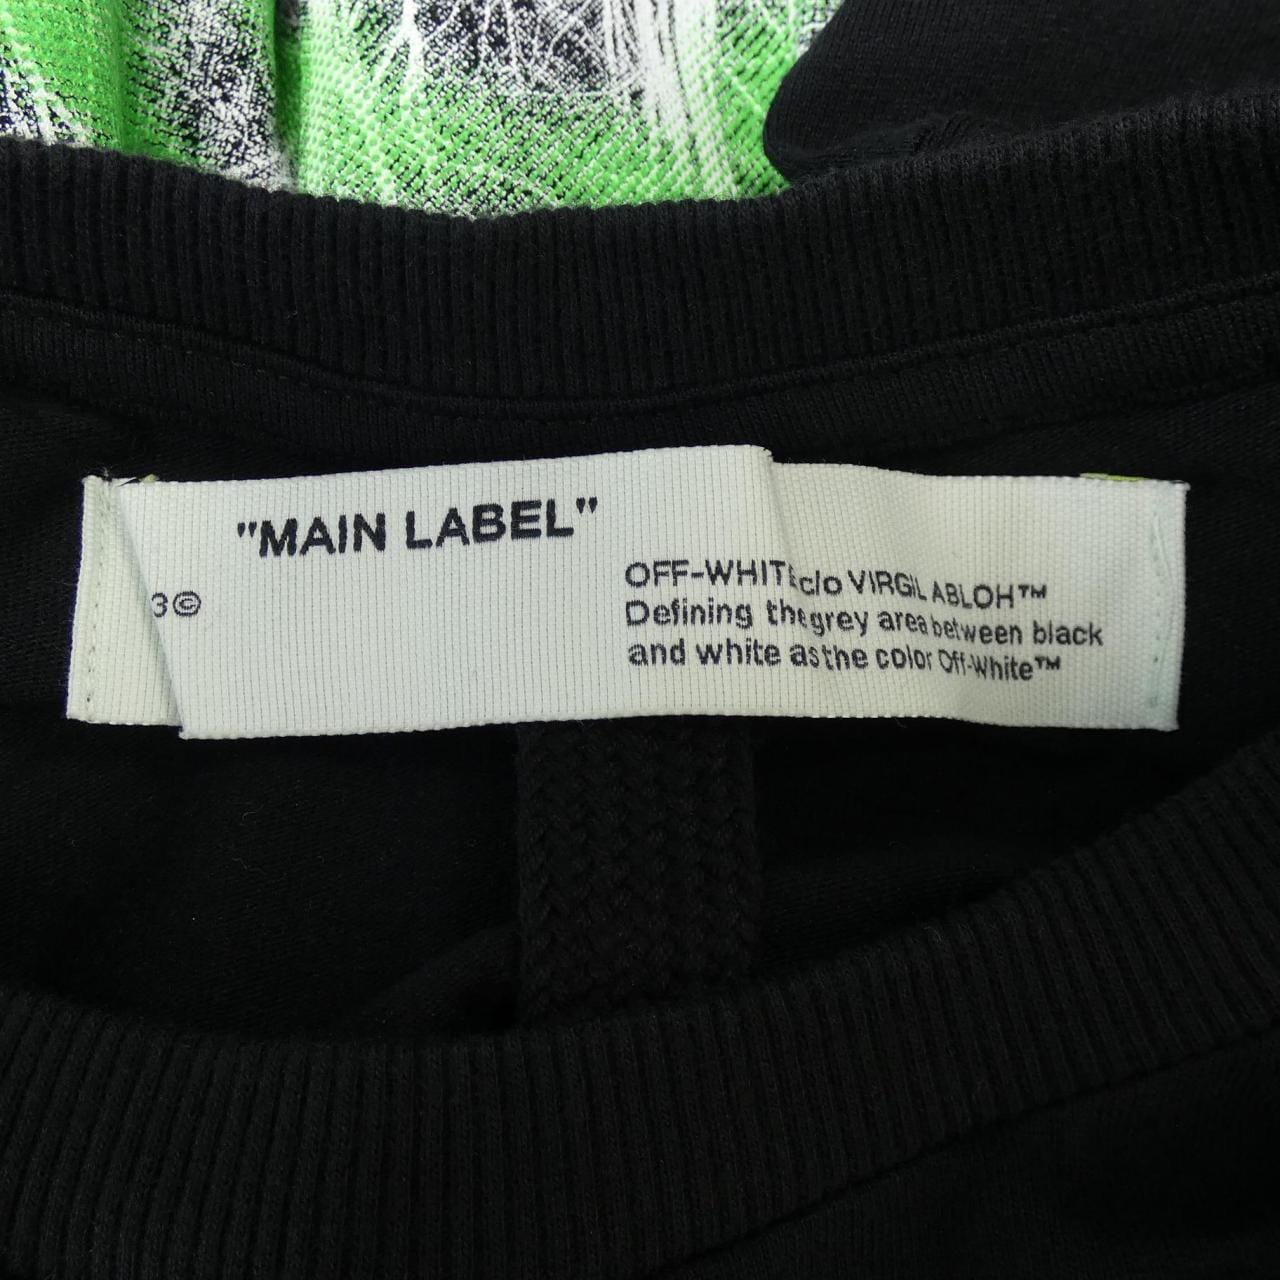 "MAIN LABEL"
3©
OFF-WHITE c/o VIRGIL ABLOH™
Defining the grey area between black
and white as the color Off-White™